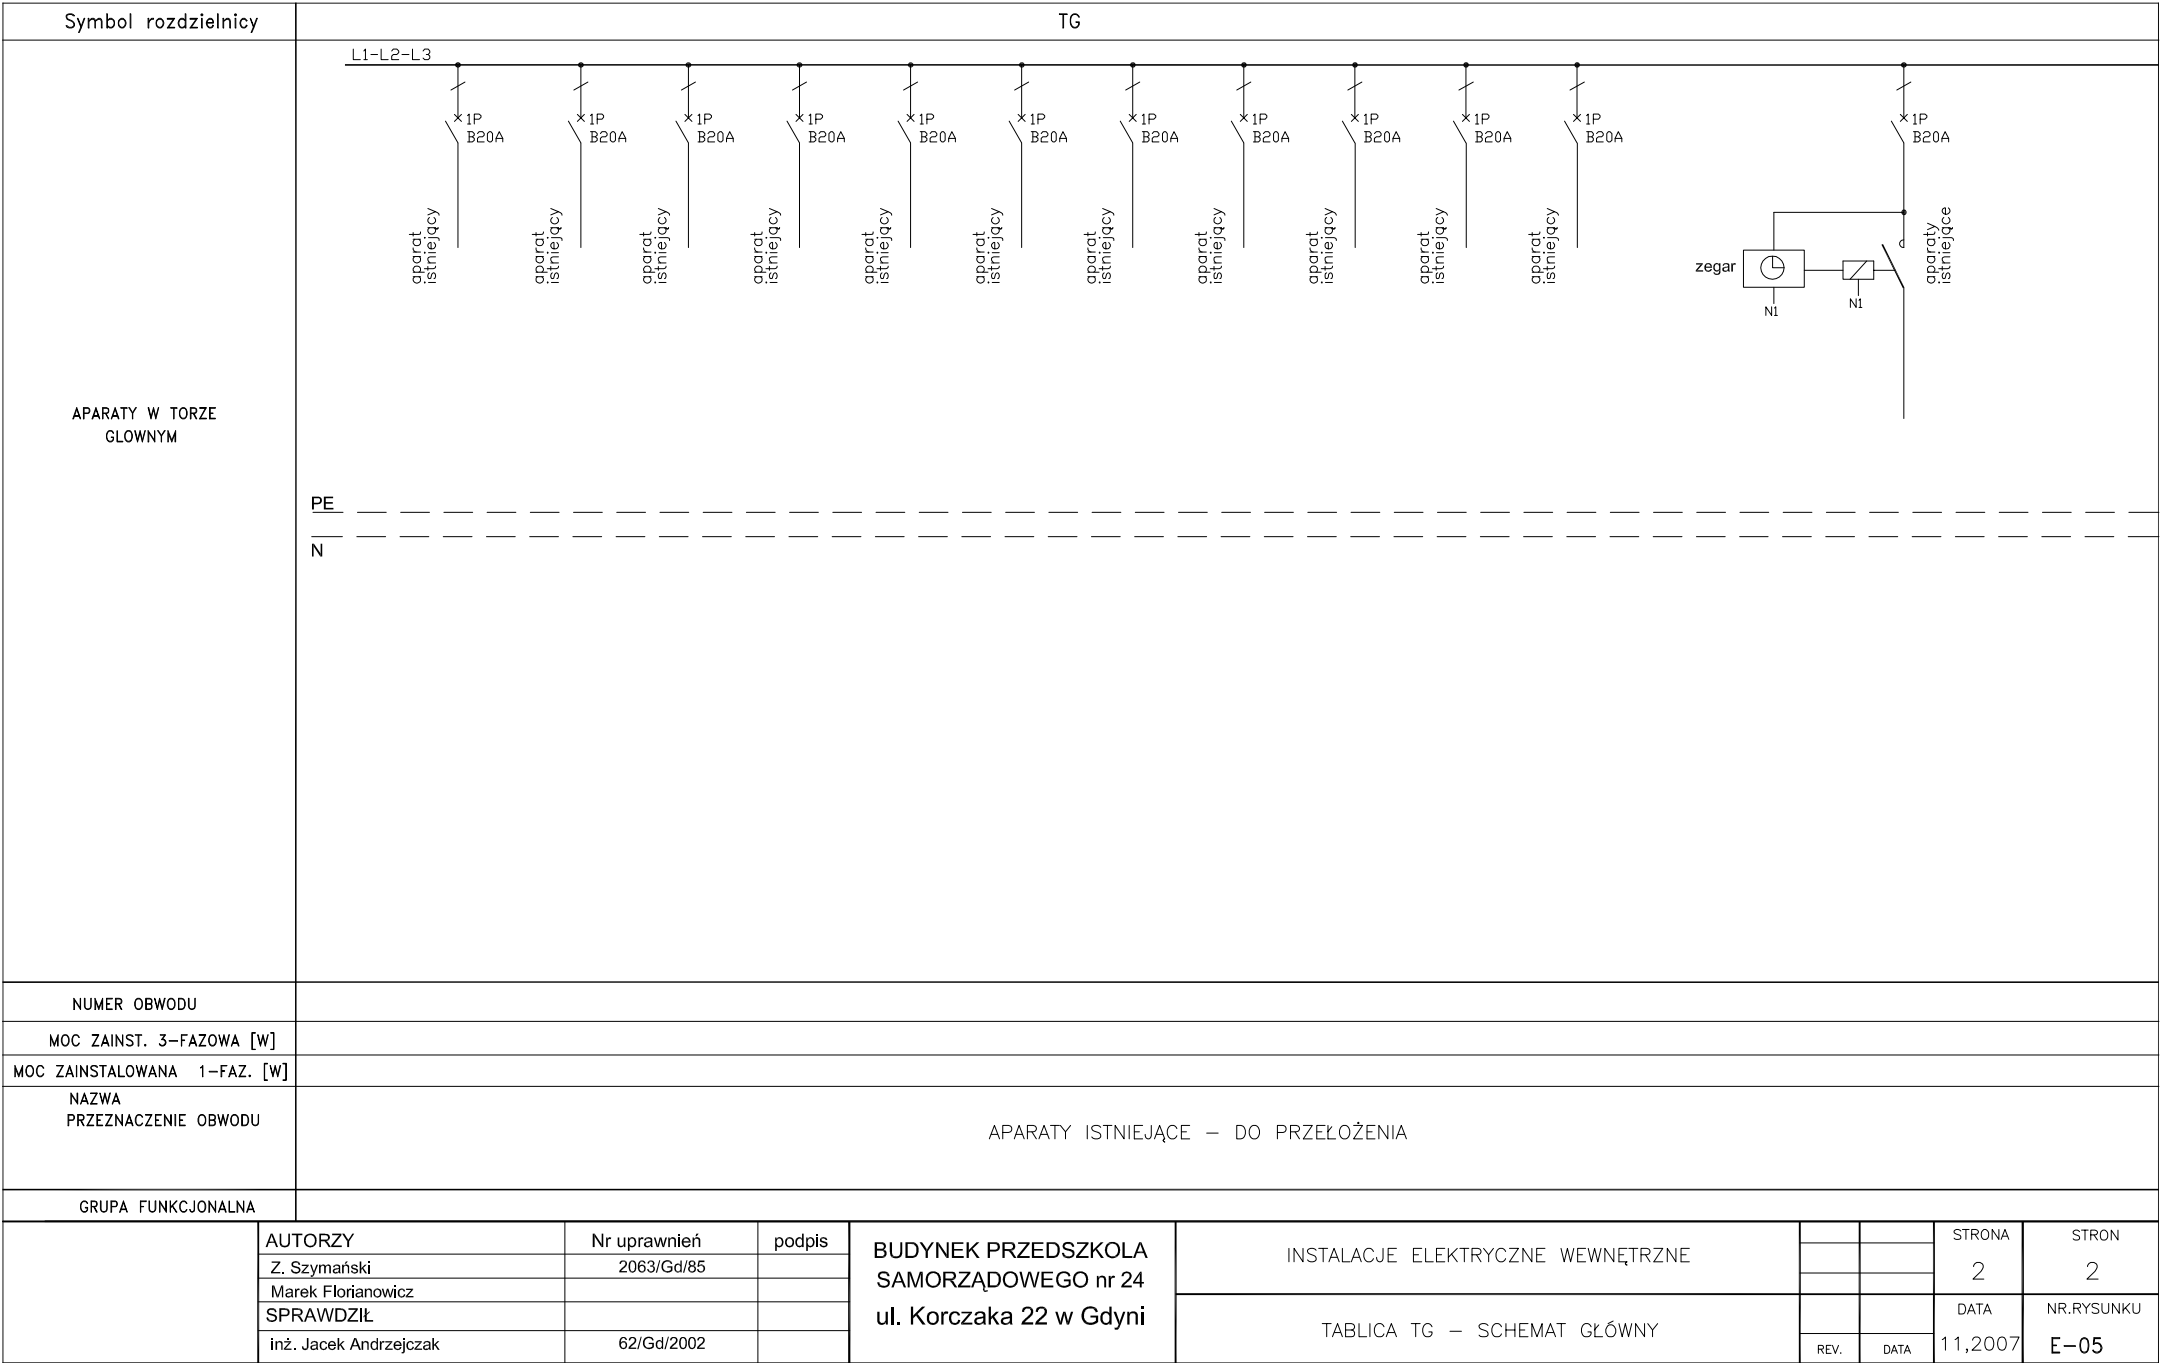 Symbol rozdzielnicy
TG
L1-L2-L3
1P
B20A
1P
B20A
1P
B20A
1P
B20A
1P
B20A
1P
B20A
1P
B20A
1P
B20A
1P
B20A
1P
B20A
1P
B20A
1P
B20A
aparat
istniejący
aparat
istniejący
aparat
istniejący
aparat
istniejący
aparat
istniejący
aparat
istniejący
aparat
istniejący
aparat
istniejący
aparat
istniejący
aparat
istniejący
aparat
istniejący
aparaty
istniejące
zegar
N1
N1
APARATY W TORZE
GLOWNYM
PE
N
NUMER OBWODU
MOC ZAINST. 3-FAZOWA [W]
MOC ZAINSTALOWANA 1-FAZ. [W]
NAZWA
PRZEZNACZENIE OBWODU
APARATY ISTNIEJĄCE - DO PRZEŁOŻENIA
GRUPA FUNKCJONALNA
AUTORZY
Nr uprawnień
podpis
Z. Szymański
2063/Gd/85
Marek Florianowicz
SPRAWDZIŁ
inż. Jacek Andrzejczak
62/Gd/2002
BUDYNEK PRZEDSZKOLA
SAMORZĄDOWEGO nr 24
ul. Korczaka 22 w Gdyni
INSTALACJE ELEKTRYCZNE WEWNĘTRZNE
TABLICA TG - SCHEMAT GŁÓWNY
REV.
DATA
STRONA
2
STRON
2
DATA
11,2007
NR.RYSUNKU
E-05